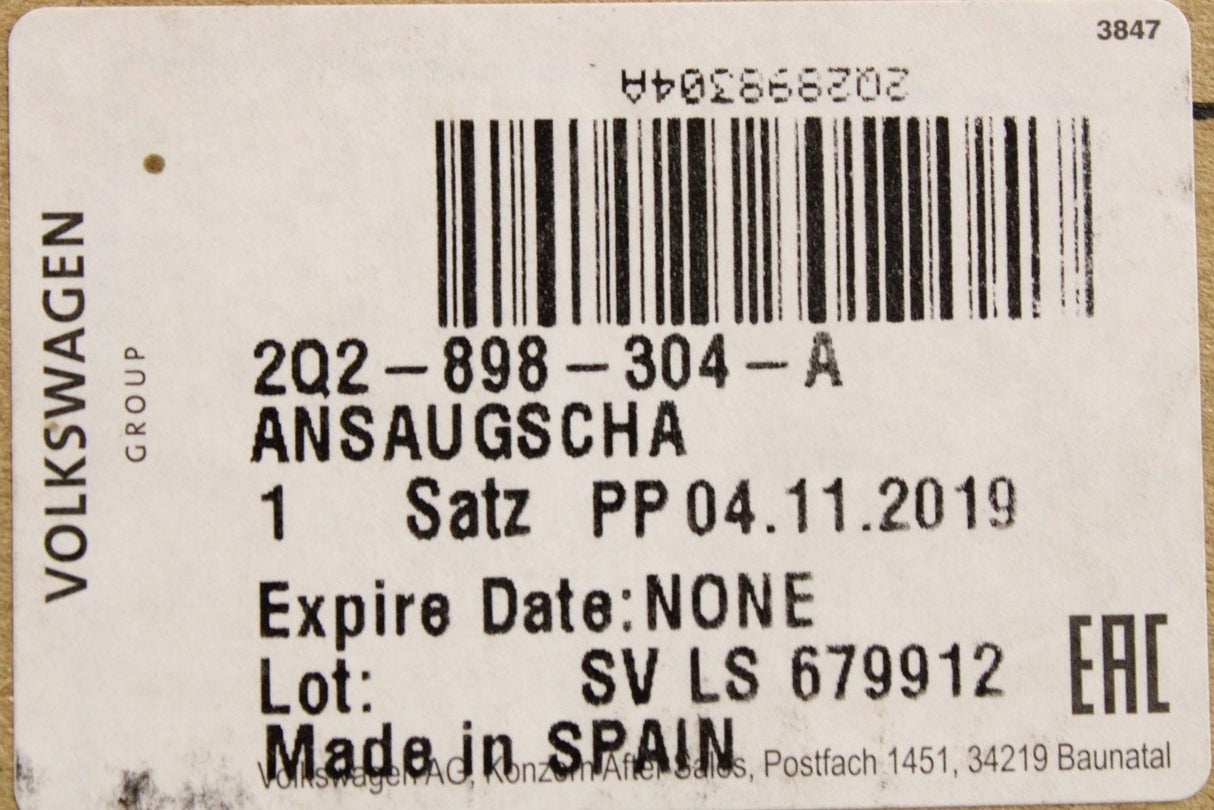 3847
2Q2898304A
VOLKSWAGEN
GROUP
2Q2-898-304-A
ANSAUGSCHA
1 Satz PP 04.11.2019
Expire Date:NONE
Lot: SV LS 679912
EAC
Made in SPAIN
Volkswagen AG, Konzern After Sales, Postfach 1451, 34219 Baunatal